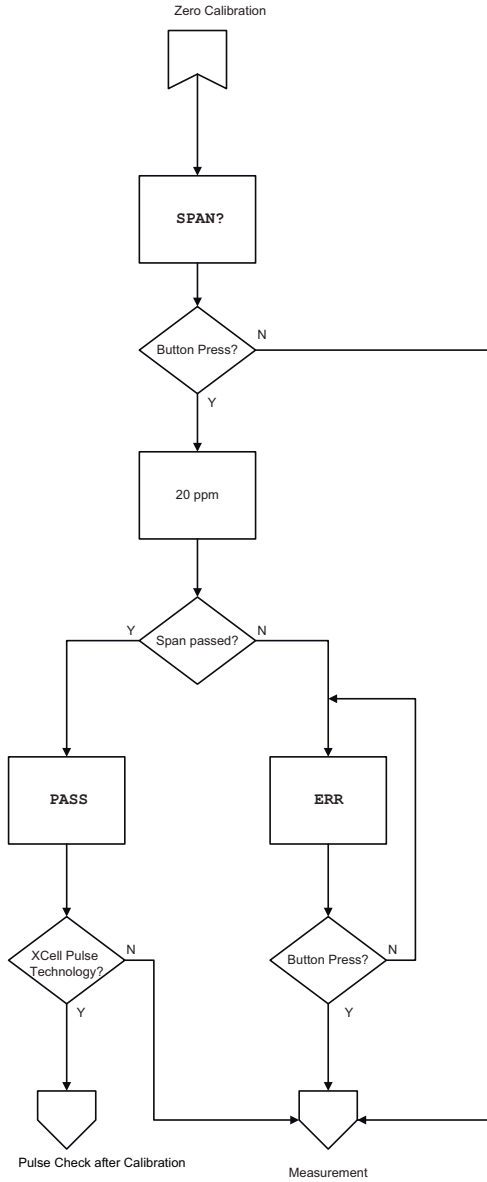 Zero Calibration
SPAN?
Button Press?
N
Y
20 ppm
Y
Span passed?
N
PASS
ERR
XCell Pulse
Technology?
N
Y
Button Press?
N
Y
Pulse Check after Calibration
Measurement